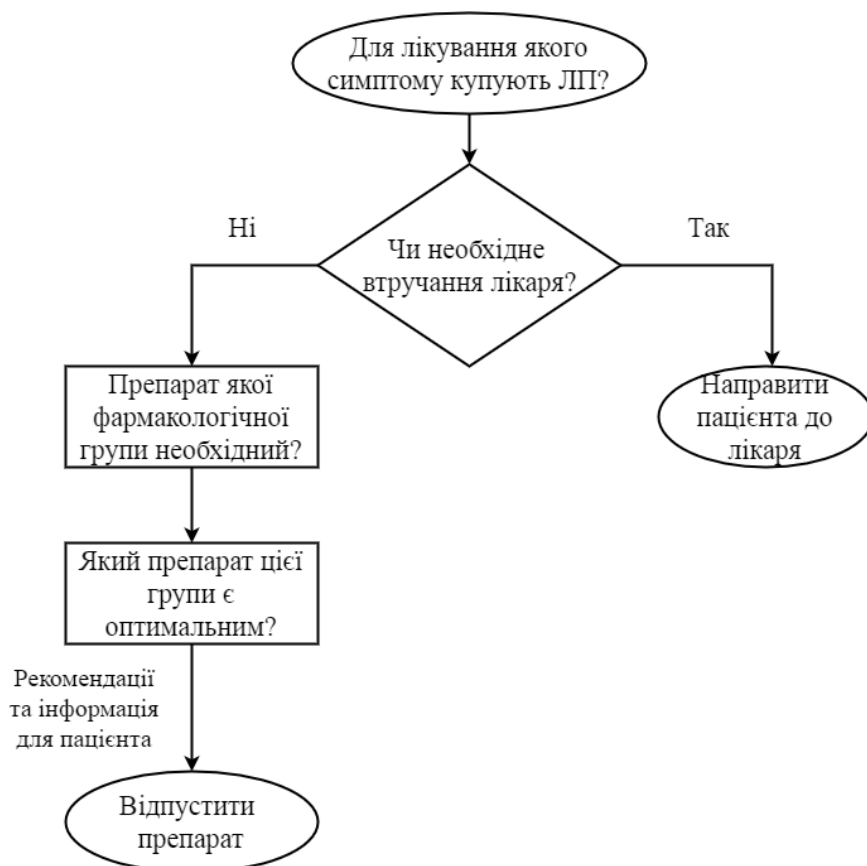 Для лікування якого
симптому купують ЛП?
Ні
Так
Чи необхідне
втручання лікаря?
Препарат якої
фармакологічної
групи необхідний?
Направити
пацієнта до
лікаря
Який препарат цієї
групи є
оптимальним?
Рекомендації
та інформація
для пацієнта
Відпустити
препарат